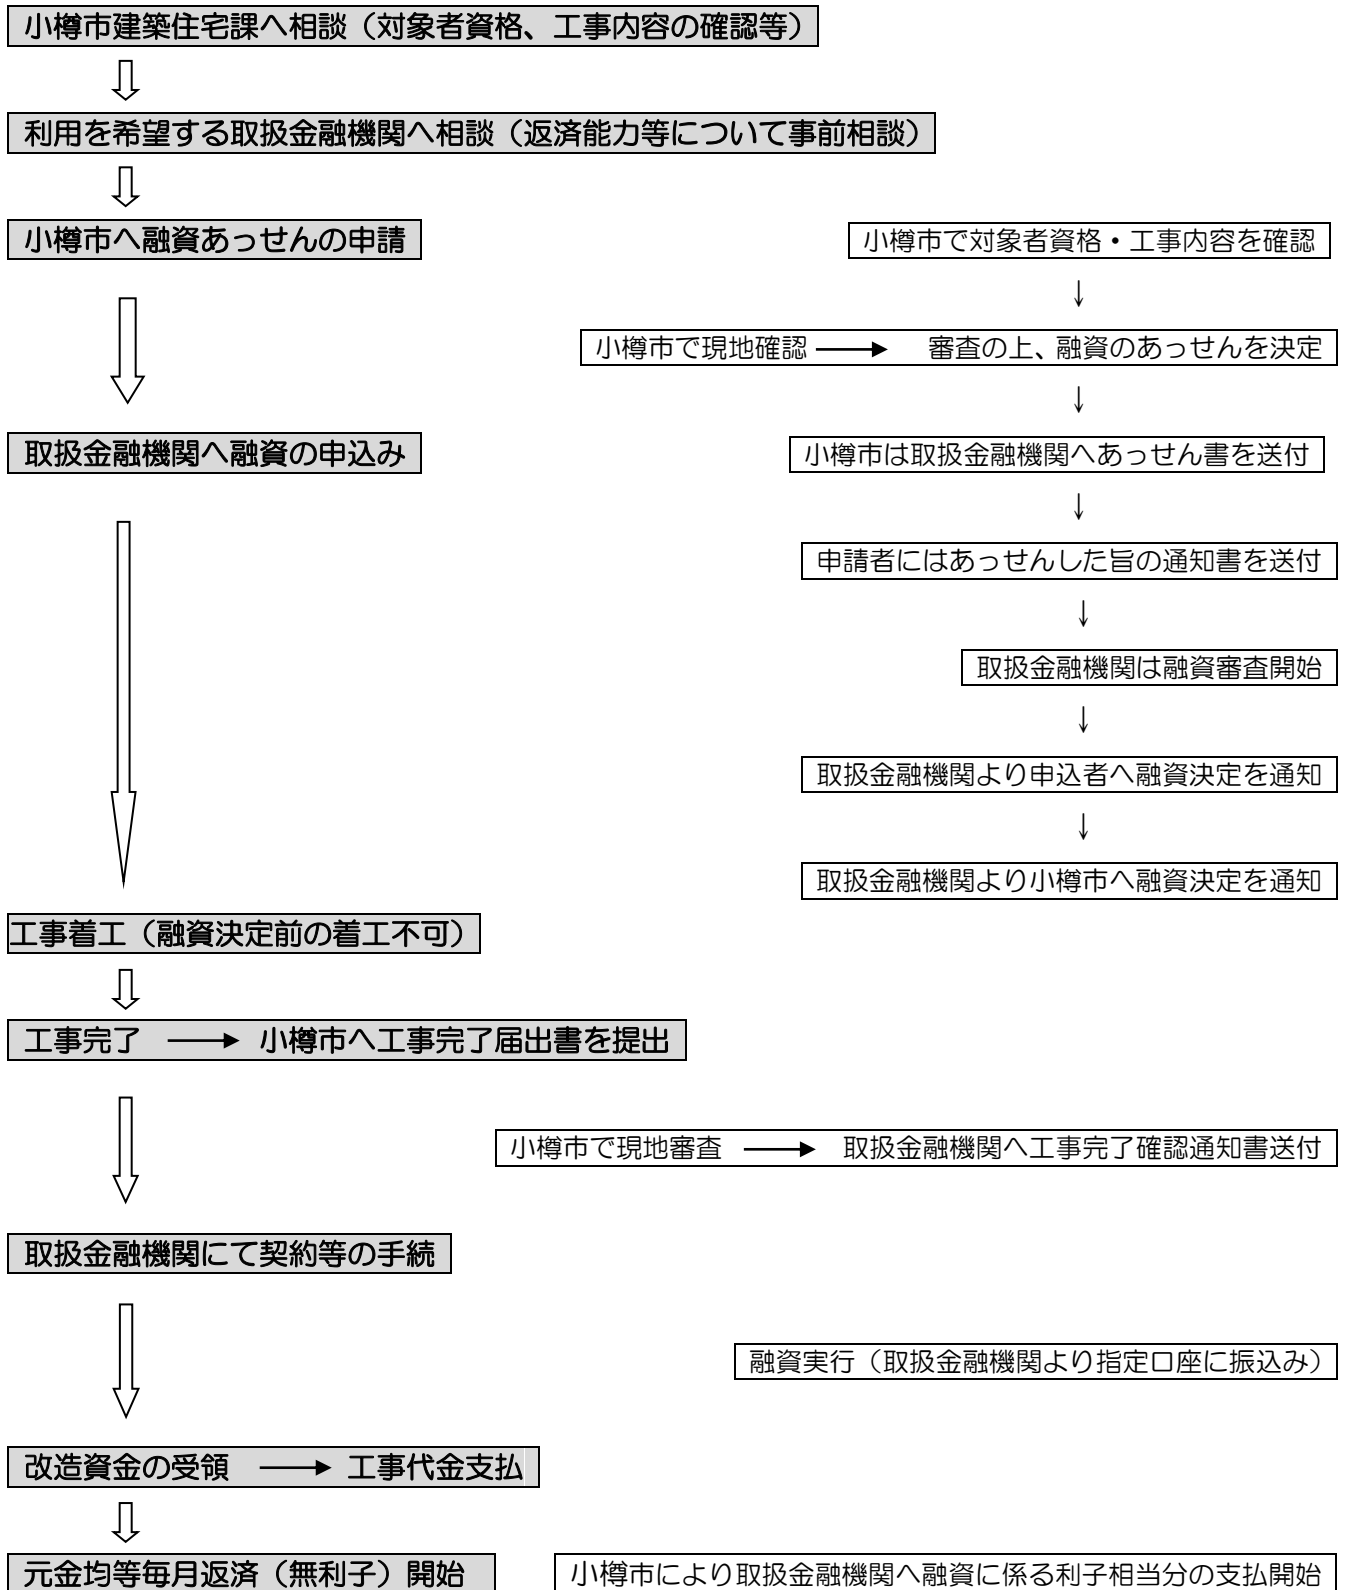 小樽市建築住宅課へ相談（対象者資格、工事内容の確認等）
利用を希望する取扱金融機関へ相談（返済能力等について事前相談）
小樽市へ融資あっせんの申請
小樽市で対象者資格・工事内容を確認
↓
小樽市で現地確認 → 審査の上、融資のあっせんを決定
↓
取扱金融機関へ融資の申込み
小樽市は取扱金融機関へあっせん書を送付
↓
申請者にはあっせんした旨の通知書を送付
↓
取扱金融機関は融資審査開始
↓
取扱金融機関より申込者へ融資決定を通知
↓
取扱金融機関より小樽市へ融資決定を通知
工事着工（融資決定前の着工不可）
工事完了 → 小樽市へ工事完了届出書を提出
小樽市で現地審査 → 取扱金融機関へ工事完了確認通知書送付
取扱金融機関にて契約等の手続
融資実行（取扱金融機関より指定口座に振込み）
改造資金の受領 → 工事代金支払
元金均等毎月返済（無利子）開始
小樽市により取扱金融機関へ融資に係る利子相当分の支払開始